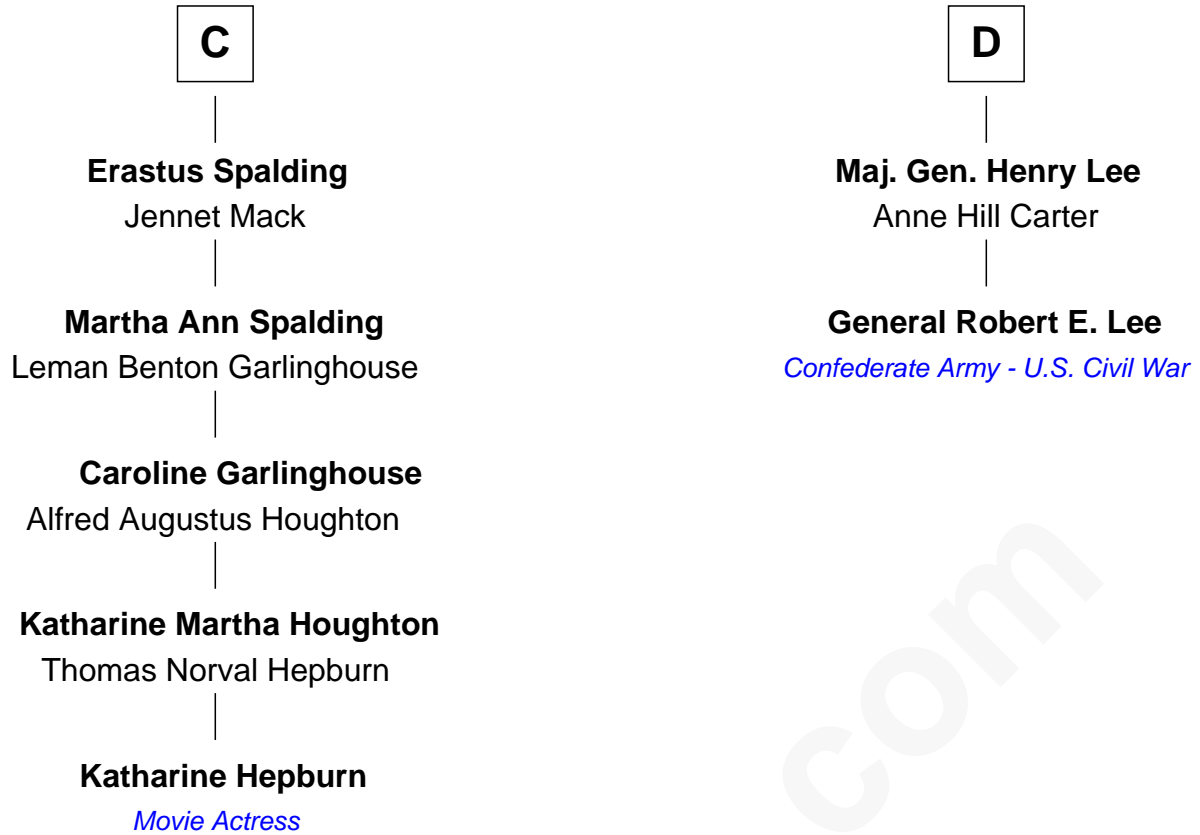 C
Erastus Spalding
Jennet Mack
Martha Ann Spalding
Leman Benton Garlinghouse
Caroline Garlinghouse
Alfred Augustus Houghton
Katharine Martha Houghton
Thomas Norval Hepburn
Katharine Hepburn
Movie Actress
D
Maj. Gen. Henry Lee
Anne Hill Carter
General Robert E. Lee
Confederate Army - U.S. Civil War
com